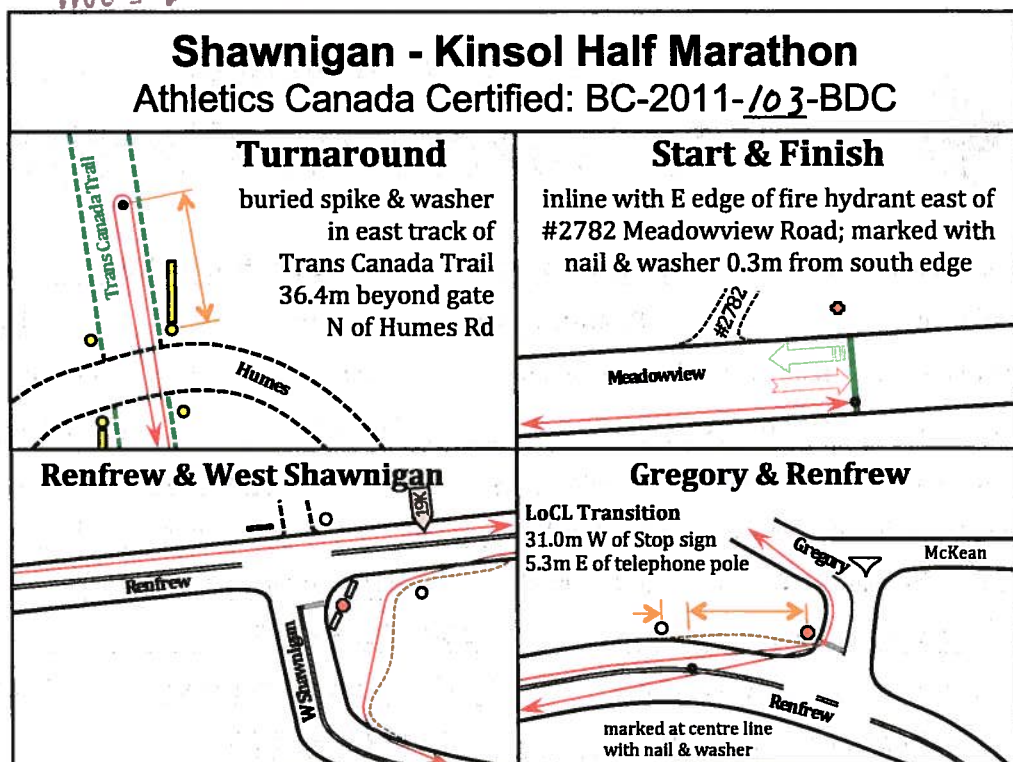 Shawnigan - Kinsol Half Marathon
Athletics Canada Certified: BC-2011-103-BDC
Turnaround
buried spike & washer
in east track of
Trans Canada Trail
36.4m beyond gate
N of Humes Rd
Trans Canada Trail
Humes
Start & Finish
inline with E edge of fire hydrant east of
#2782 Meadowview Road; marked with
nail & washer 0.3m from south edge
#2782
Meadowview
Renfrew & West Shawnigan
19K
Renfrew
W Shawnigan
Gregory & Renfrew
LoCL Transition
31.0m W of Stop sign
5.3m E of telephone pole
Gregory
McKean
Renfrew
marked at centre line
with nail & washer